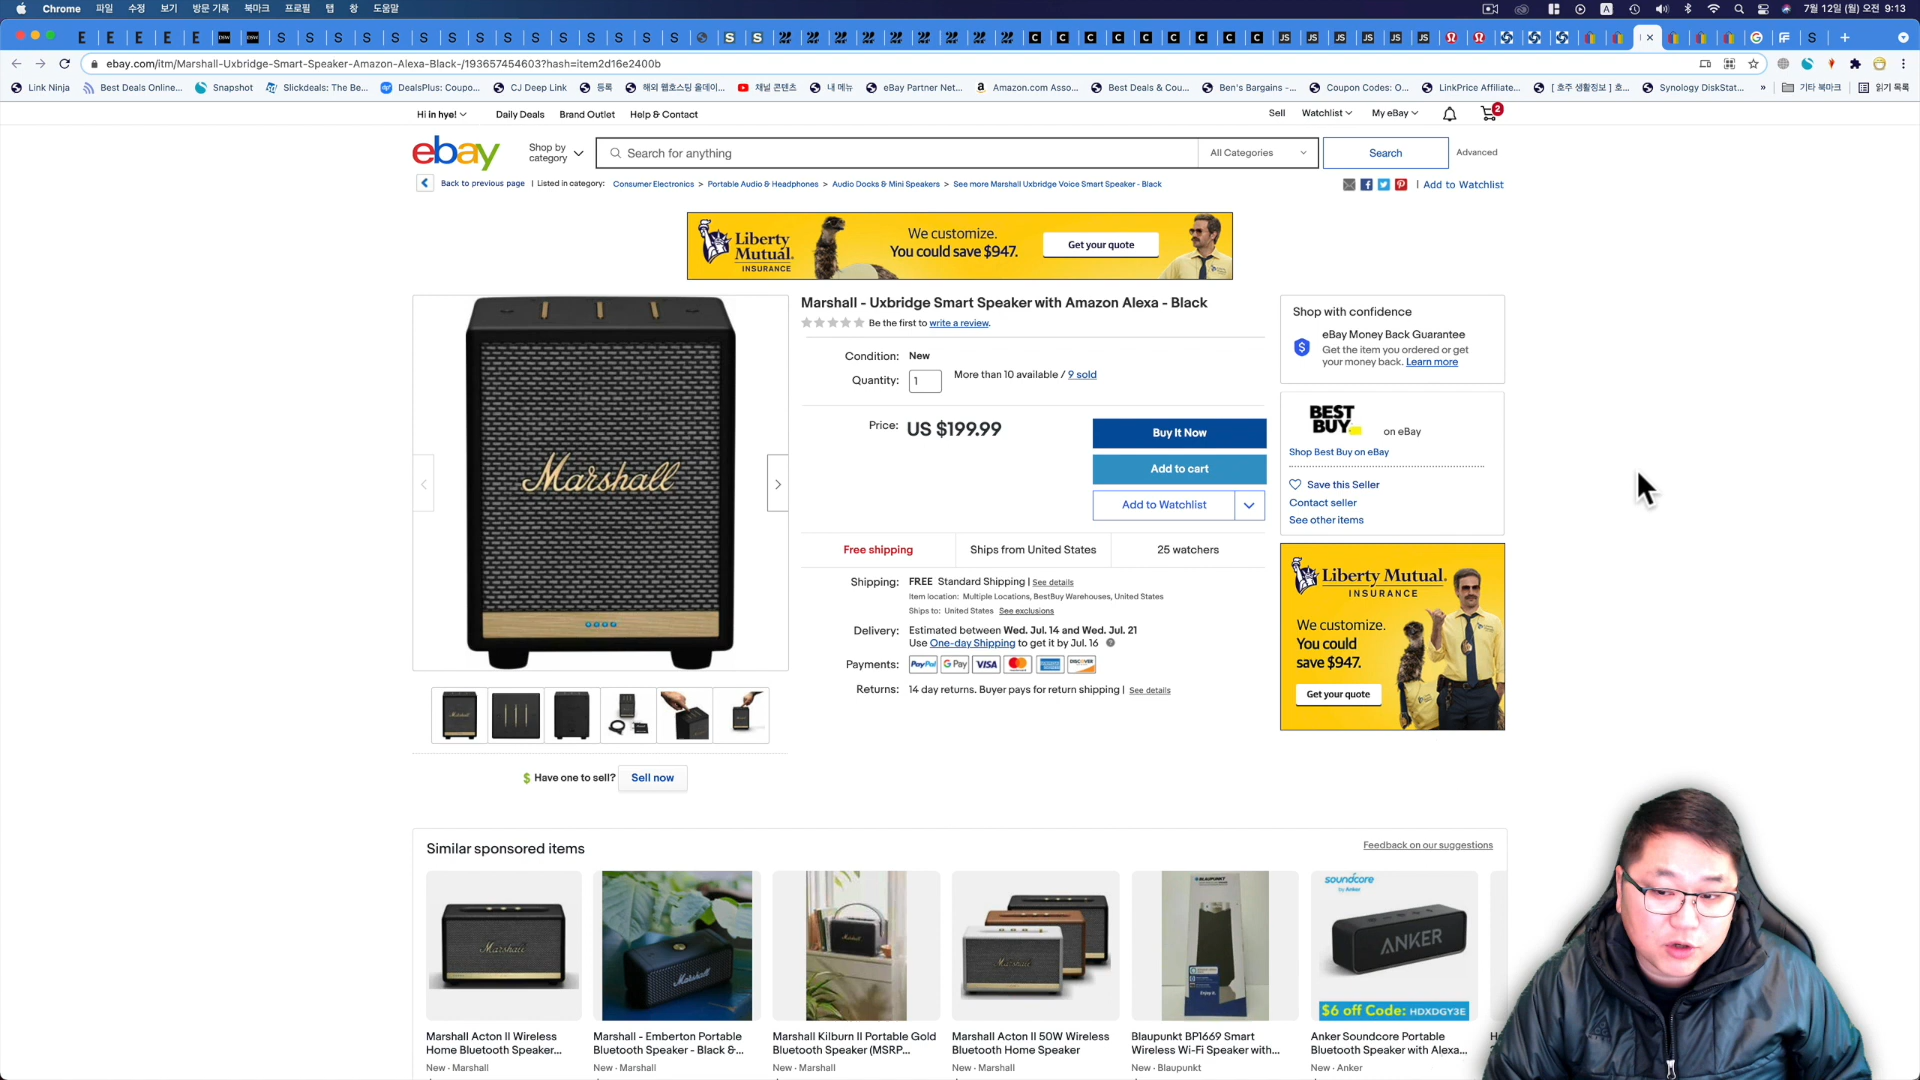 Chrome 파일 수정 보기 방문 기록 북마크 프로필 탭 창 도움말
7월 12일 (월) 오전 9:13
ebay.com/itm/Marshall-Uxbridge-Smart-Speaker-Amazon-Alexa-Black-/193657454603?hash=item2d16e2400b
Link Ninja Best Deals Online... Snapshot Slickdeals: The Be... DealsPlus: Coupo... CJ Deep Link 등록 해외 웹호스팅 올데이... 채널 콘텐츠 내 메뉴 eBay Partner Net... Amazon.com Asso... Best Deals & Cou... Ben's Bargains -... Coupon Codes: O... LinkPrice Affiliate... [ 호주 생활정보 ] 호... Synology DiskStat... » 기타 북마크 읽기 목록
Hi in hye! Daily Deals Brand Outlet Help & Contact
Sell Watchlist My eBay 2
ebay
Shop by category
Search for anything
All Categories
Search
Advanced
Back to previous page | Listed in category: Consumer Electronics > Portable Audio & Headphones > Audio Docks & Mini Speakers > See more Marshall Uxbridge Voice Smart Speaker - Black
| Add to Watchlist
Liberty Mutual.
INSURANCE
We customize.
You could save $947.
Get your quote
Marshall
Marshall - Uxbridge Smart Speaker with Amazon Alexa - Black
Be the first to write a review.
Condition: New
Quantity: 1 More than 10 available / 9 sold
Price: US $199.99
Buy It Now
Add to cart
Add to Watchlist
Free shipping Ships from United States 25 watchers
Shipping: FREE Standard Shipping | See details
Item location: Multiple Locations, BestBuy Warehouses, United States
Ships to: United States See exclusions
Delivery: Estimated between Wed. Jul. 14 and Wed. Jul. 21
Use One-day Shipping to get it by Jul. 16
Payments: PayPal G Pay VISA DISCOVER
Returns: 14 day returns. Buyer pays for return shipping | See details
Shop with confidence
eBay Money Back Guarantee
Get the item you ordered or get
your money back. Learn more
BEST
BUY
on eBay
Shop Best Buy on eBay
Save this Seller
Contact seller
See other items
Liberty Mutual.
INSURANCE
We customize.
You could
save $947.
Get your quote
Have one to sell? Sell now
Similar sponsored items
Feedback on our suggestions
Marshall
Marshall Acton II Wireless
Home Bluetooth Speaker...
New · Marshall
Marshall
Marshall - Emberton Portable
Bluetooth Speaker - Black &...
New · Marshall
Marshall Kilburn II Portable Gold
Bluetooth Speaker (MSRP...
New · Marshall
Marshall Acton II 50W Wireless
Bluetooth Home Speaker
New · Marshall
BLAUPUNKT
Blaupunkt BP1669 Smart
Wireless Wi-Fi Speaker with...
New · Blaupunkt
soundcore
by Anker
ANKER
$6 off Code: HDXDGY3E
Anker Soundcore Portable
Bluetooth Speaker with Alexa...
New · Anker